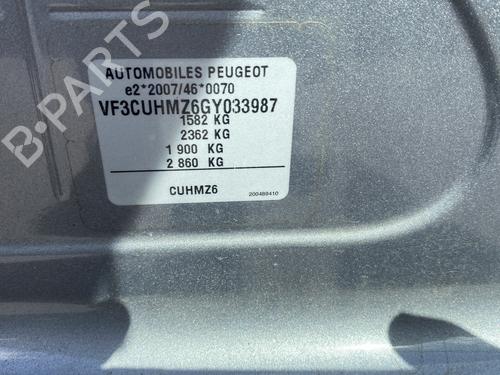 B-PARTS
AUTOMOBILES PEUGEOT
e2*2007/46*0070
VF3CUHMZ6GY033987
1582 KG
2362 KG
1 900 KG
2 860 KG
CUHMZ6
200489410